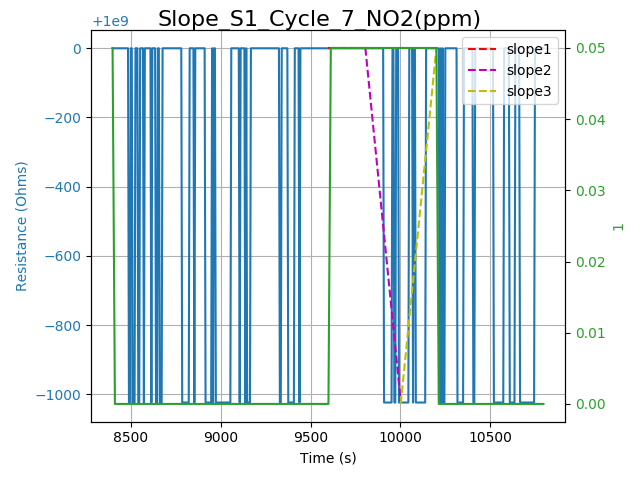 Slope_S1_Cycle_7_NO2(ppm)
+1e9
slope1
slope2
slope3
0
−200
−400
−600
−800
−1000
Resistance (Ohms)
0.05
0.04
0.03
0.02
0.01
0.00
1
8500 9000 9500 10000 10500
Time (s)